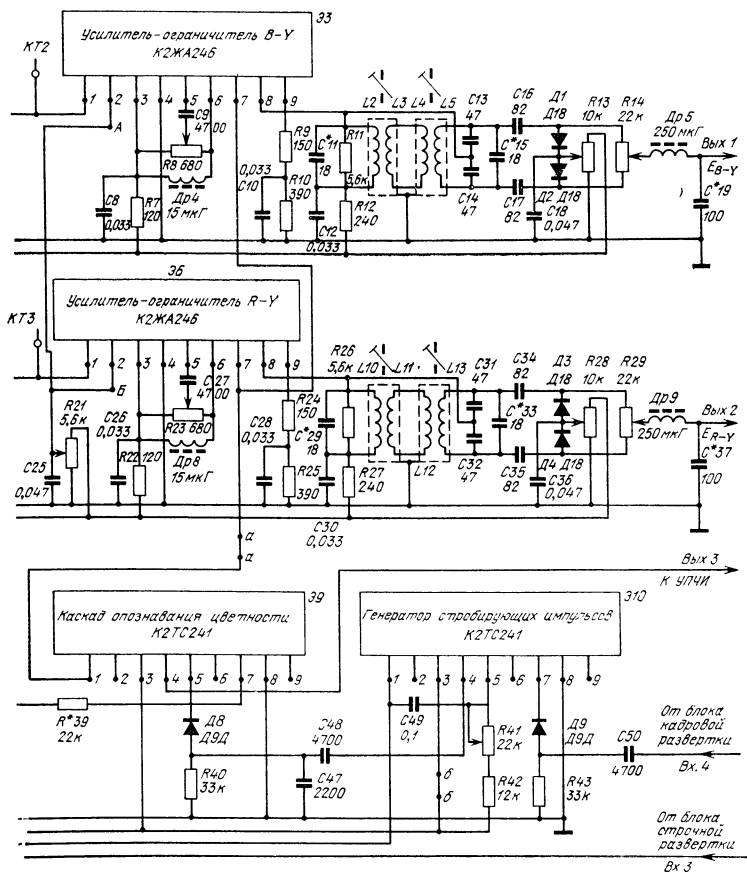 Э3
Усилитель-ограничитель B-Y
К2ЖА246
КТ2
1 2 3 4 5 6 7 8 9
А
C9
4700
R8 680
Др4
15 мкГ
C8
0,033
R7
120
R9
150
0,033
C10
R10
390
C*11
18
R11
5,6к
C12
0,033
R12
240
L2 L3 L4 L5
C13
47
C14
47
C16
82
C*15
18
C17
82
Д1
Д18
Д2 Д18
C18
0,047
R13
10к
R14
22к
Др 5
250 мкГ
Вых 1
E B-Y
C*19
100
Э6
Усилитель-ограничитель R-Y
К2ЖА246
КТ3
1 2 3 4 5 6 7 8 9
Б
R21
5,6к
C25
0,047
C26
0,033
R22 120
C27
4700
R23 680
Др8
15мкГ
C28
0,033
R24
150
R25
390
R26
5,6к
C*29
18
R27
240
C30
0,033
L10 L11 L13
L12
C31
47
C32
47
C34
82
C*33
18
C35
82
Д3
Д18
Д4 Д18
C36
0,047
R28
10к
R29
22к
Др9
250мкГ
Вых 2
E R-Y
C*37
100
а
а
Вых 3
К УПЧИ
Э9
Каскад опознавания цветности
К2ТС241
1 2 3 4 5 6 7 8 9
Э10
Генератор стробирующих импульсов
К2ТС241
1 2 3 4 5 6 7 8 9
R*39
22к
Д8
Д9Д
R40
33к
C48
4700
C47
2200
C49
0,1
R41
22к
R42
12к
б
б
Д9
Д9Д
R43
33к
C50
4700
От блока
кадровой
развертки
Вх. 4
От блока
строчной
развертки
Вх 3